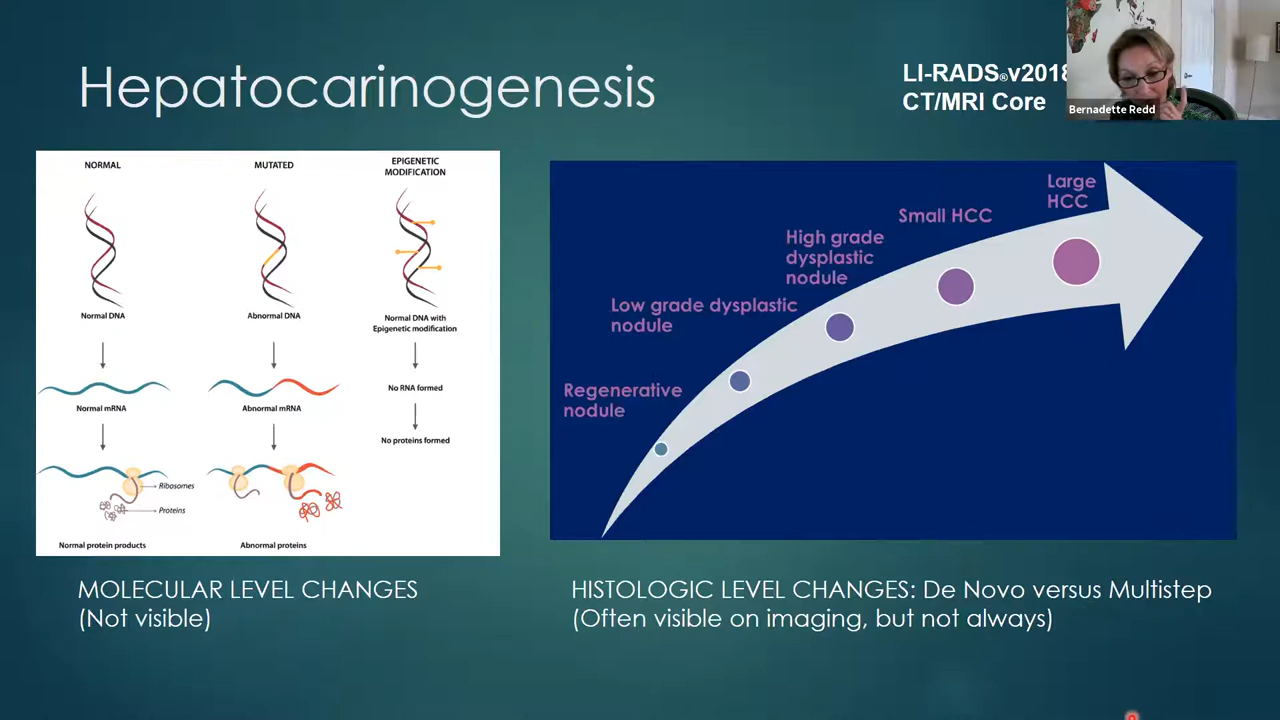 Hepatocarinogenesis
LI-RADS®v2018
CT/MRI Core
Bernadette Redd
NORMAL
MUTATED
EPIGENETIC
MODIFICATION
Normal DNA
Abnormal DNA
Normal DNA with
Epigenetic modification
Normal mRNA
Abnormal mRNA
No RNA formed
No proteins formed
Ribosomes
Proteins
Normal protein products
Abnormal proteins
Large
HCC
Small HCC
High grade
dysplastic
nodule
Low grade dysplastic
nodule
Regenerative
nodule
MOLECULAR LEVEL CHANGES
(Not visible)
HISTOLOGIC LEVEL CHANGES: De Novo versus Multistep
(Often visible on imaging, but not always)